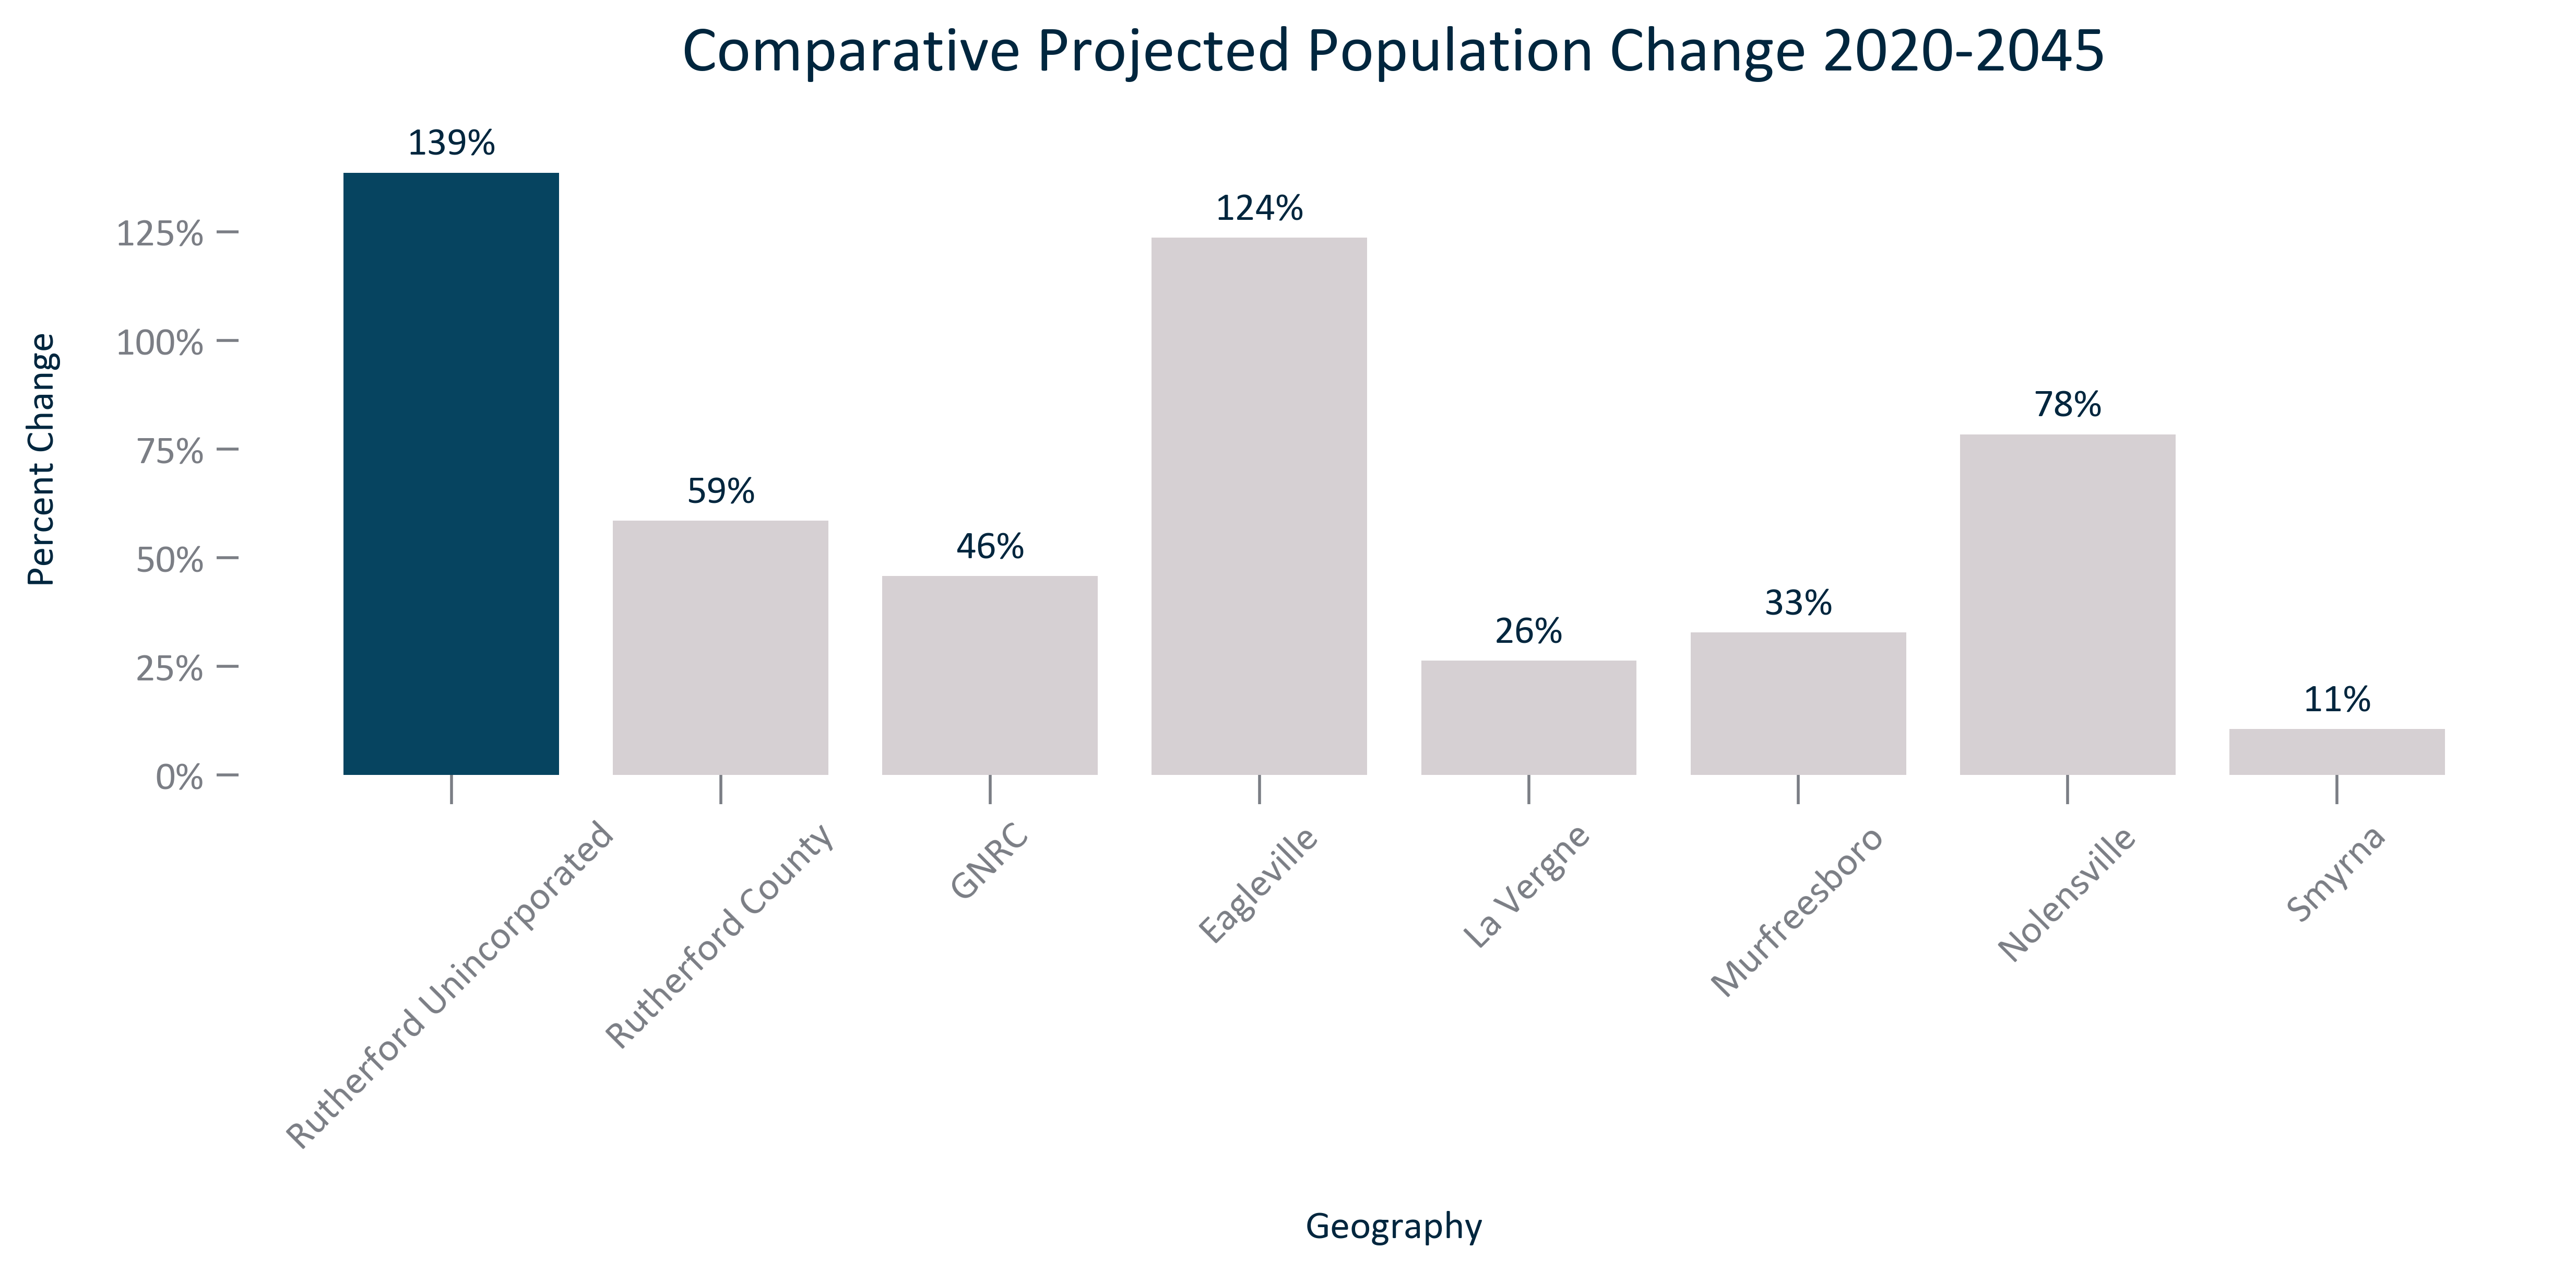 Comparative Projected Population Change 2020-2045
139%
124%
125%
100%
78%
75%
59%
46%
50%
33%
26%
25%
11%
0%
Percent Change
Rutherford Unincorporated
Rutherford County
GNRC
Eagleville
La Vergne
Murfreesboro
Nolensville
Smyrna
Geography